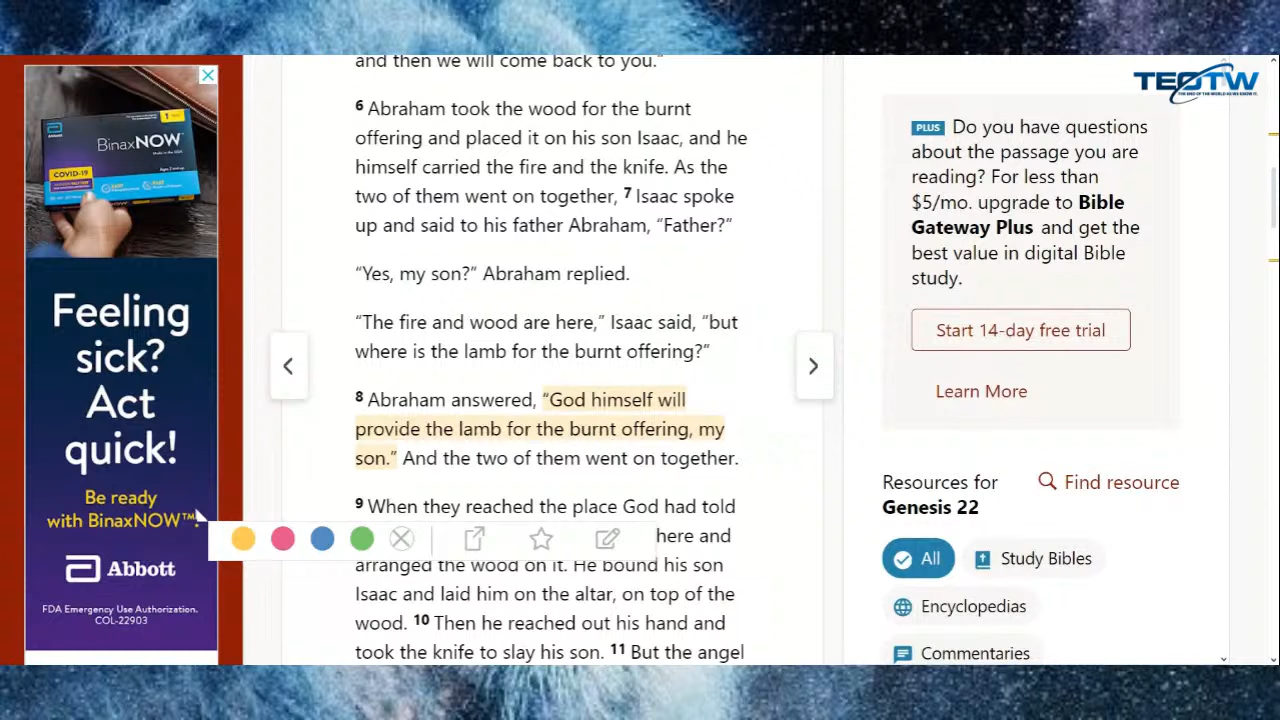 BinaxNOW™
COVID-19
Feeling
sick?
Act
quick!
Be ready
with BinaxNOW™.
Abbott
FDA Emergency Use Authorization.
COL-22903
and then we will come back to you.”
6 Abraham took the wood for the burnt
offering and placed it on his son Isaac, and he
himself carried the fire and the knife. As the
two of them went on together, 7 Isaac spoke
up and said to his father Abraham, “Father?”
“Yes, my son?” Abraham replied.
“The fire and wood are here,” Isaac said, “but
where is the lamb for the burnt offering?”
8 Abraham answered, “God himself will
provide the lamb for the burnt offering, my
son.” And the two of them went on together.
9 When they reached the place God had told
here and
arranged the wood on it. He bound his son
Isaac and laid him on the altar, on top of the
wood. 10 Then he reached out his hand and
took the knife to slay his son. 11 But the angel
TEOTW
THE END OF THE WORLD AS WE KNOW IT.
PLUS Do you have questions
about the passage you are
reading? For less than
$5/mo. upgrade to Bible
Gateway Plus and get the
best value in digital Bible
study.
Start 14-day free trial
Learn More
Resources for
Genesis 22
Find resource
All
Study Bibles
Encyclopedias
Commentaries